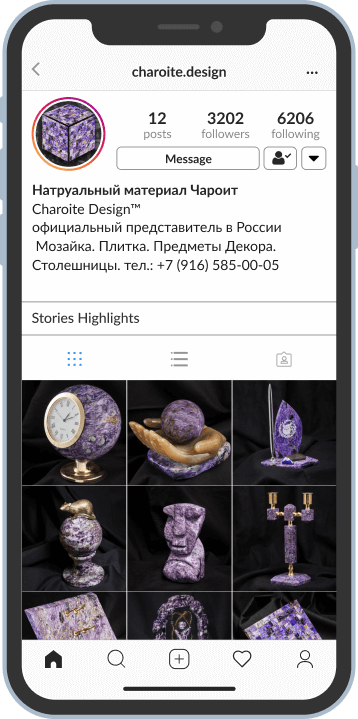 charoite.design
12 3202 6206
posts followers following
Message
Натруальный материал Чароит
Charoite Design™
официальный представитель в России
Мозайка. Плитка. Предметы Декора.
Столешницы. тел.: +7 (916) 585-00-05
Stories Highlights